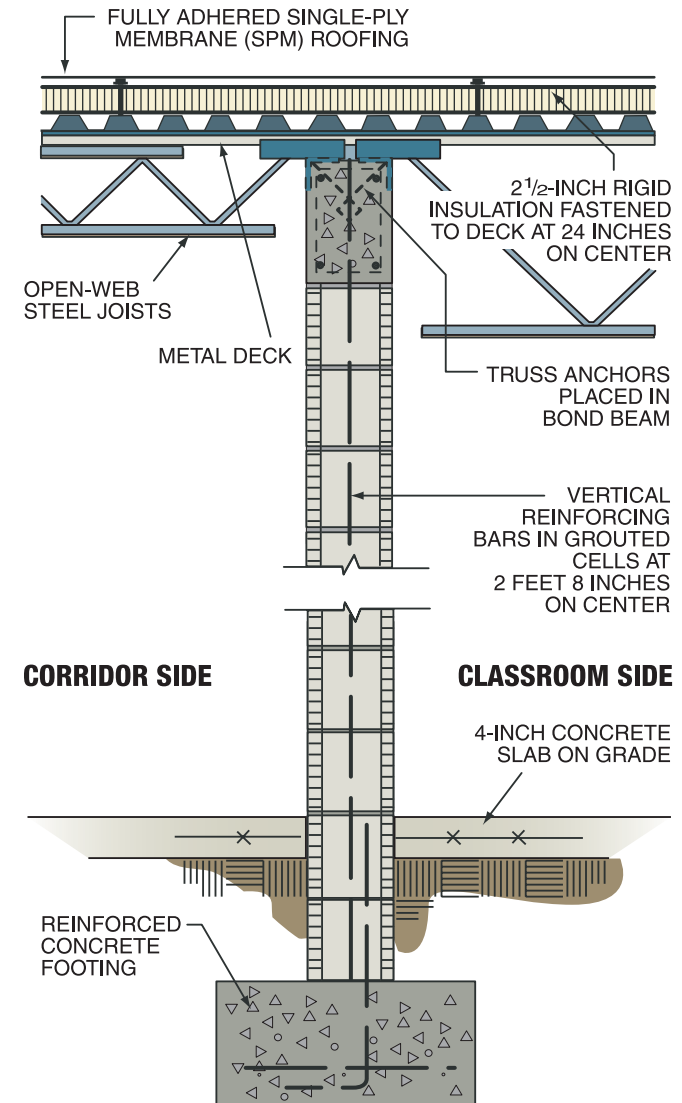 FULLY ADHERED SINGLE-PLY
MEMBRANE (SPM) ROOFING
2 1/2-INCH RIGID
INSULATION FASTENED
TO DECK AT 24 INCHES
ON CENTER
OPEN-WEB
STEEL JOISTS
METAL DECK
TRUSS ANCHORS
PLACED IN
BOND BEAM
VERTICAL
REINFORCING
BARS IN GROUTED
CELLS AT
2 FEET 8 INCHES
ON CENTER
CORRIDOR SIDE
CLASSROOM SIDE
4-INCH CONCRETE
SLAB ON GRADE
REINFORCED
CONCRETE
FOOTING